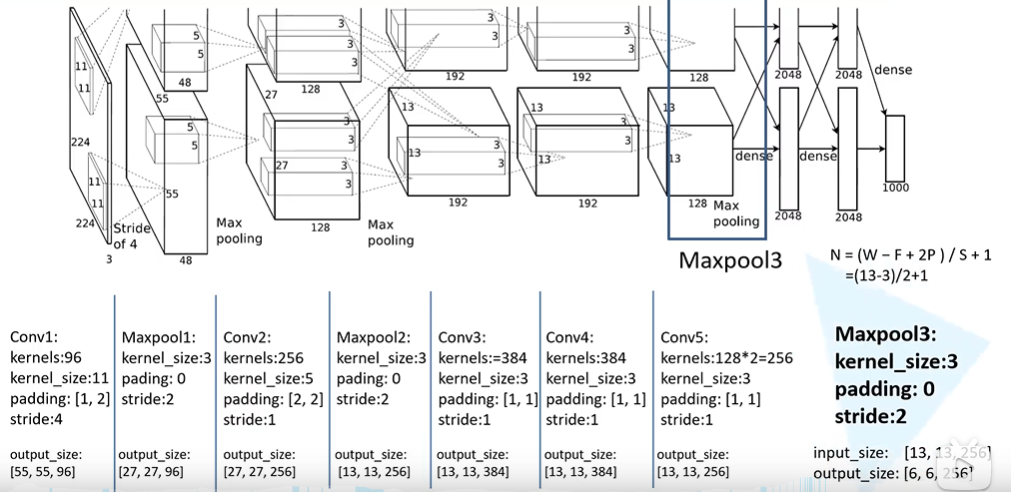 11
11
224
11
11
224
3
Stride
of 4
5
5
48
55
5
5
55
48
Max
pooling
3
3
3
128
27
3
3
27
3
3
128
Max
pooling
3
3
192
13
13
3
3
192
3
3
192
13
3
3
13
192
128
13
13
128
Max
pooling
2048
2048
dense
dense
dense
2048
2048
1000
Maxpool3
N = (W − F + 2P ) / S + 1
=(13-3)/2+1
Conv1:
kernels:96
kernel_size:11
padding: [1, 2]
stride:4
output_size:
[55, 55, 96]
Maxpool1:
kernel_size:3
pading: 0
stride:2
output_size:
[27, 27, 96]
Conv2:
kernels:256
kernel_size:5
padding: [2, 2]
stride:1
output_size:
[27, 27, 256]
Maxpool2:
kernel_size:3
pading: 0
stride:2
output_size:
[13, 13, 256]
Conv3:
kernels:=384
kernel_size:3
padding: [1, 1]
stride:1
output_size:
[13, 13, 384]
Conv4:
kernels:384
kernel_size:3
padding: [1, 1]
stride:1
output_size:
[13, 13, 384]
Conv5:
kernels:128*2=256
kernel_size:3
padding: [1, 1]
stride:1
output_size:
[13, 13, 256]
Maxpool3:
kernel_size:3
padding: 0
stride:2
input_size: [13, 13, 256]
output_size: [6, 6, 256]